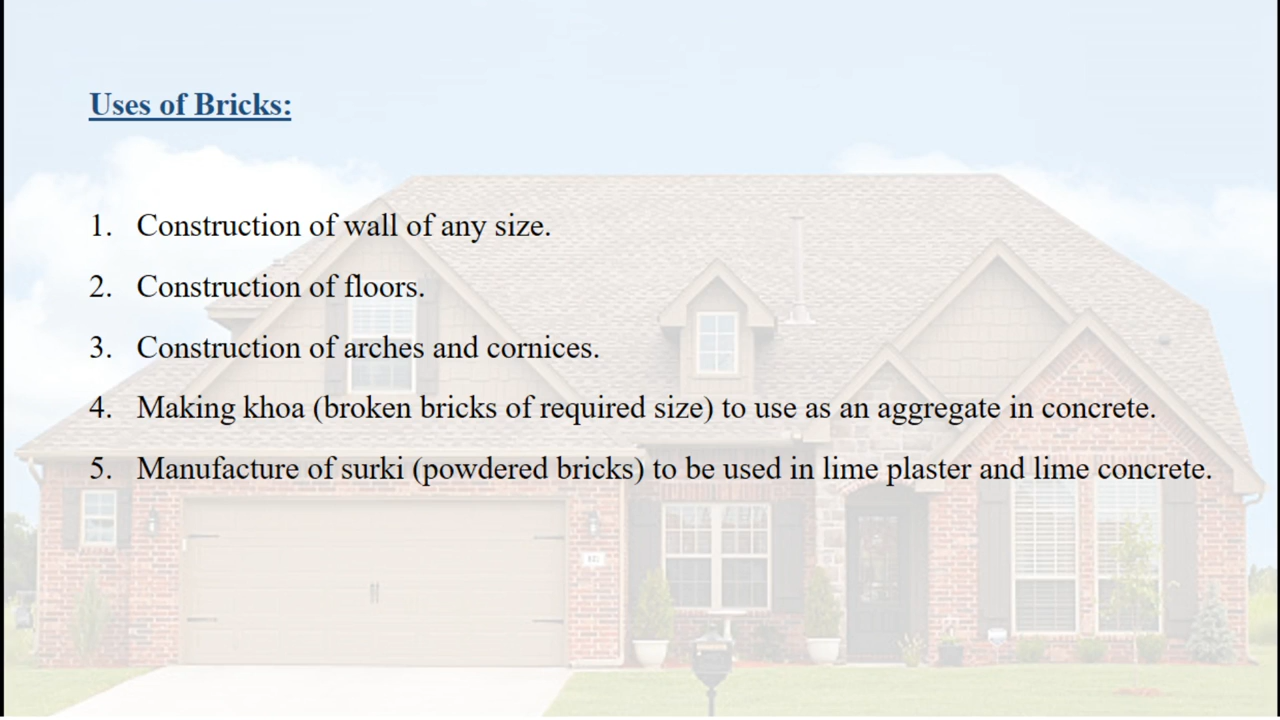 Uses of Bricks:
1. Construction of wall of any size.
2. Construction of floors.
3. Construction of arches and cornices.
4. Making khoa (broken bricks of required size) to use as an aggregate in concrete.
5. Manufacture of surki (powdered bricks) to be used in lime plaster and lime concrete.